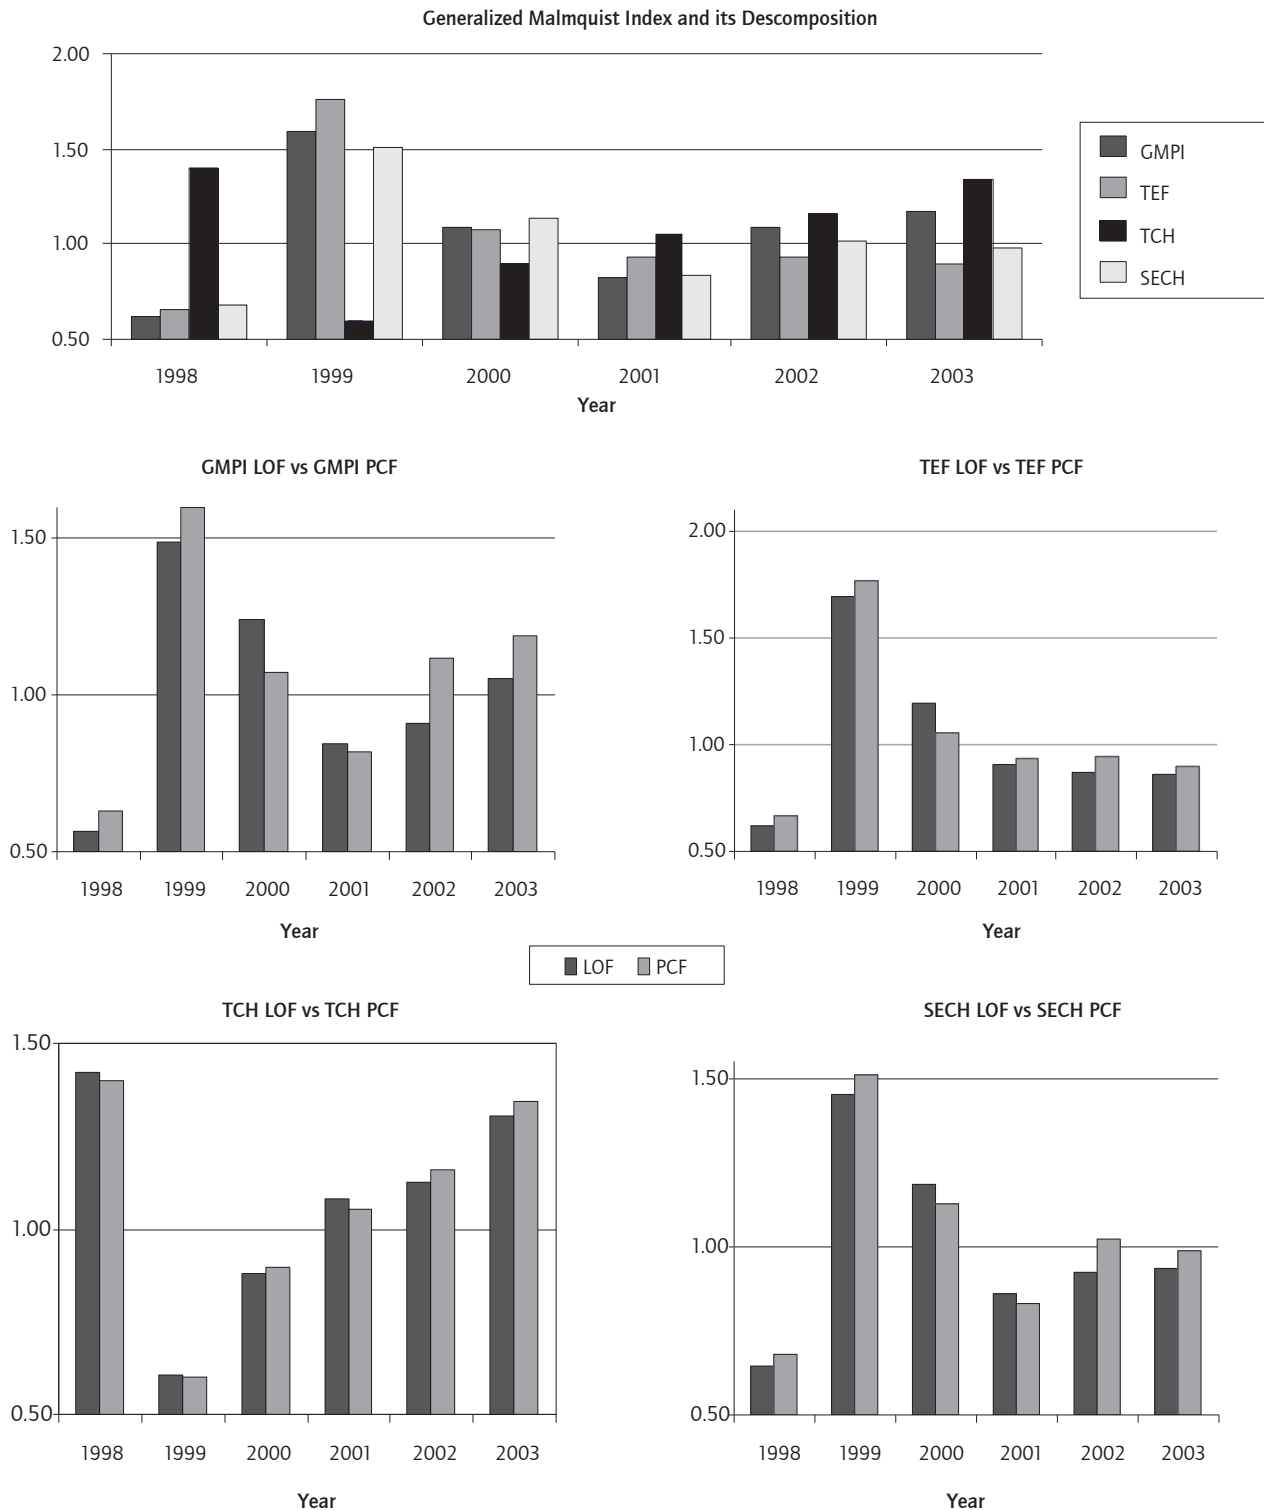 Generalized Malmquist Index and its Descomposition
2.00
1.50
1.00
0.50
1998 1999 2000 2001 2002 2003
Year
GMPI
TEF
TCH
SECH
GMPI LOF vs GMPI PCF
1.50
1.00
0.50
1998 1999 2000 2001 2002 2003
Year
TEF LOF vs TEF PCF
2.00
1.50
1.00
0.50
1998 1999 2000 2001 2002 2003
Year
LOF PCF
TCH LOF vs TCH PCF
1.50
1.00
0.50
1998 1999 2000 2001 2002 2003
Year
SECH LOF vs SECH PCF
1.50
1.00
0.50
1998 1999 2000 2001 2002 2003
Year